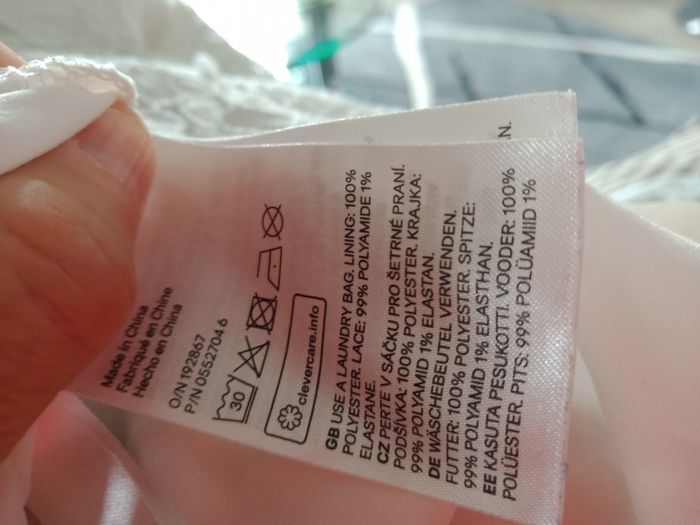 Made in China
Fabriqué en Chine
Hecho en China
O/N 192867
P/N 05527046
30
clevercare.info
GB USE A LAUNDRY BAG. LINING: 100%
POLYESTER. LACE: 99% POLYAMIDE 1%
ELASTANE.
CZ PERTE V SÁČKU PRO ŠETRNÉ PRANÍ.
PODŠÍVKA: 100% POLYESTER. KRAJKA:
99% POLYAMID 1% ELASTAN.
DE WÄSCHEBEUTEL VERWENDEN.
FUTTER: 100% POLYESTER. SPITZE:
99% POLYAMID 1% ELASTHAN.
EE KASUTA PESUKOTTI. VOODER: 100%
POLÜESTER. PITS: 99% POLÜAMIID 1%